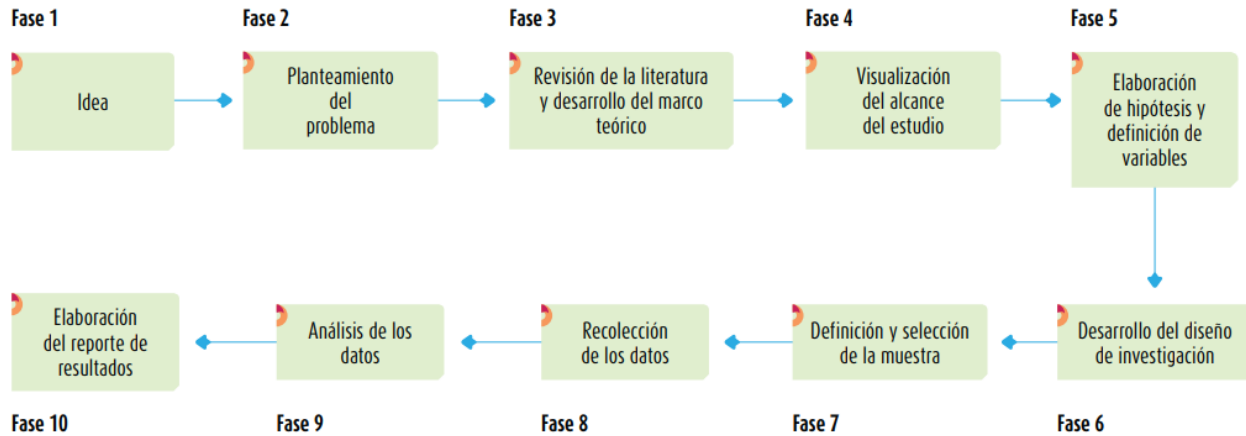 Fase 1
Idea
Fase 2
Planteamiento
del
problema
Fase 3
Revisión de la literatura
y desarrollo del marco
teórico
Fase 4
Visualización
del alcance
del estudio
Fase 5
Elaboración
de hipótesis y
definición de
variables
Desarrollo del diseño
de investigación
Fase 6
Definición y selección
de la muestra
Fase 7
Recolección
de los datos
Fase 8
Análisis de los
datos
Fase 9
Elaboración
del reporte de
resultados
Fase 10